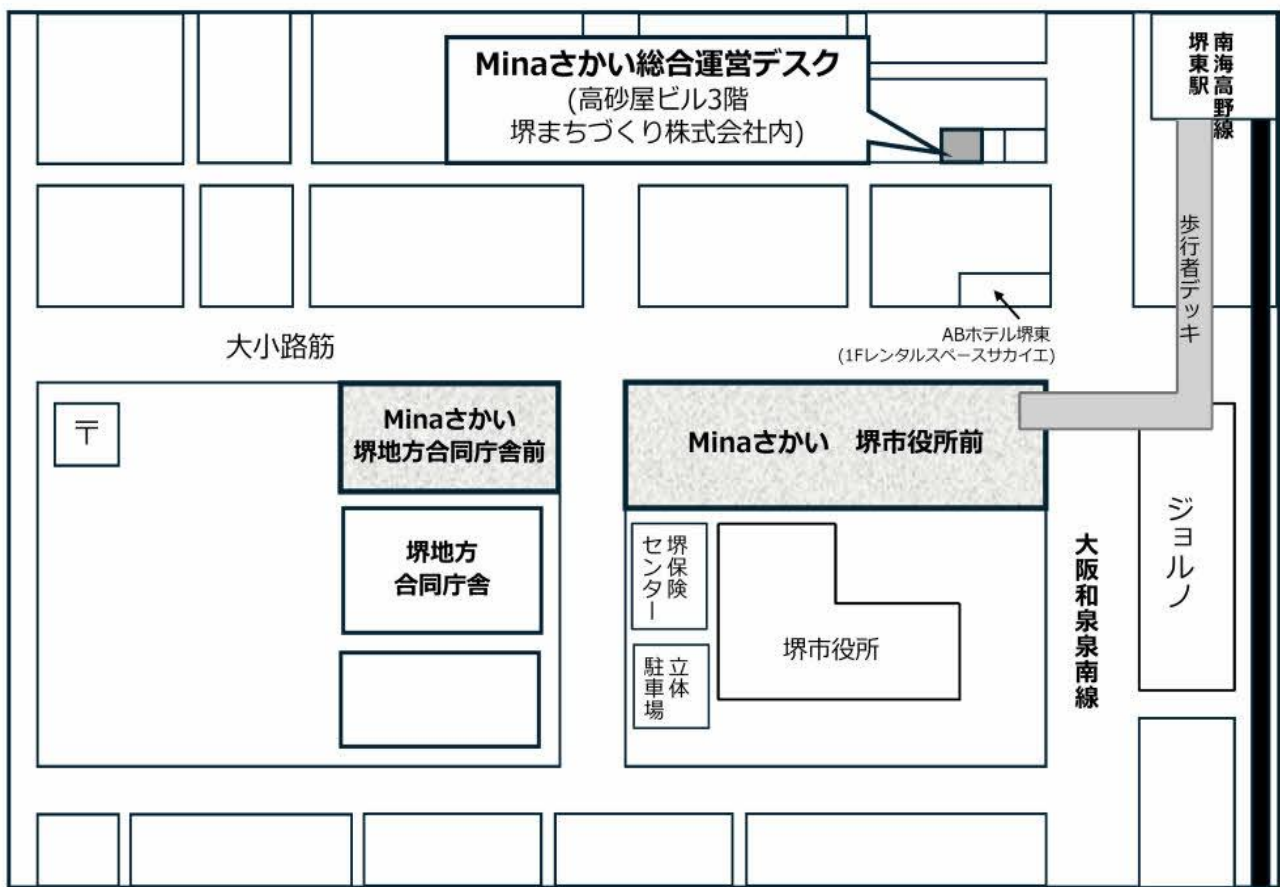 Minaさかい総合運営デスク
(高砂屋ビル3階
堺まちづくり株式会社内)
南海高野線
堺東駅
歩行者デッキ
ABホテル堺東
(1Fレンタルスペースサカイエ)
大小路筋
〒
Minaさかい
堺地方合同庁舎前
Minaさかい 堺市役所前
堺地方
合同庁舎
堺保険
センター
立体
駐車場
堺市役所
大阪和泉泉南線
ジョルノ